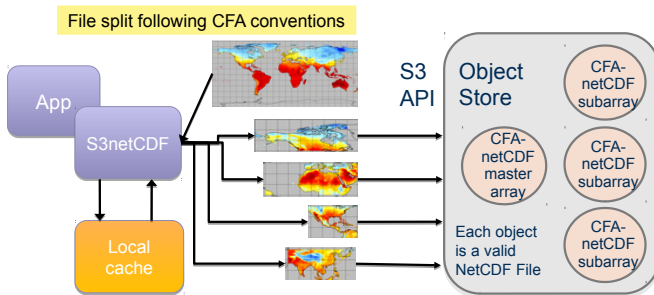 File split following CFA conventions
App
S3netCDF
Local
cache
S3
API
Object
Store
CFA-
netCDF
subarray
CFA-
netCDF
master
array
CFA-
netCDF
subarray
Each object
is a valid
NetCDF File
CFA-
netCDF
subarray